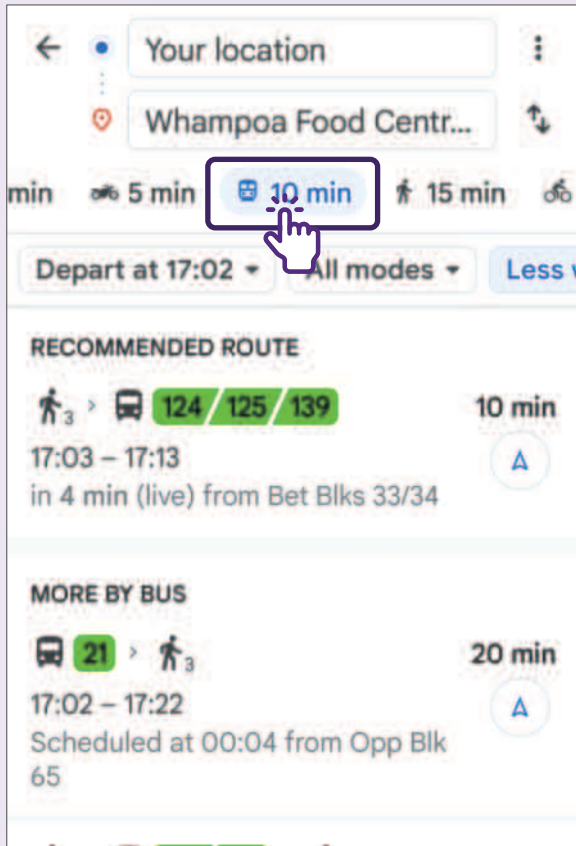 Your location
Whampoa Food Centr...
min 5 min 10 min 15 min
Depart at 17:02 All modes Less
RECOMMENDED ROUTE
3 124 / 125 / 139 10 min
17:03 – 17:13
in 4 min (live) from Bet Blks 33/34
MORE BY BUS
21 3 20 min
17:02 – 17:22
Scheduled at 00:04 from Opp Blk
65